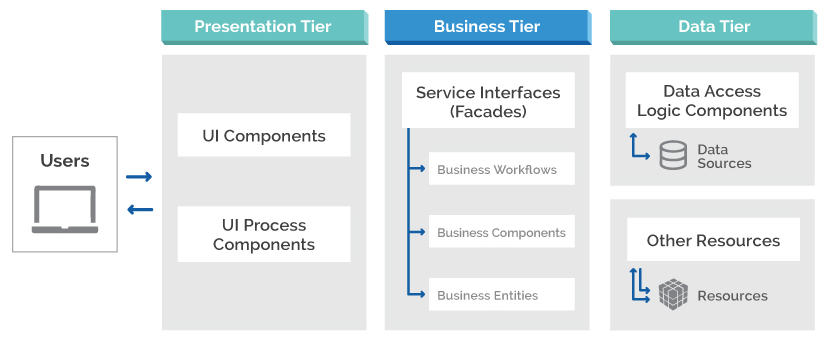 Presentation Tier
Business Tier
Data Tier
Users
UI Components
UI Process
Components
Service Interfaces
(Facades)
Business Workflows
Business Components
Business Entities
Data Access
Logic Components
Data
Sources
Other Resources
Resources